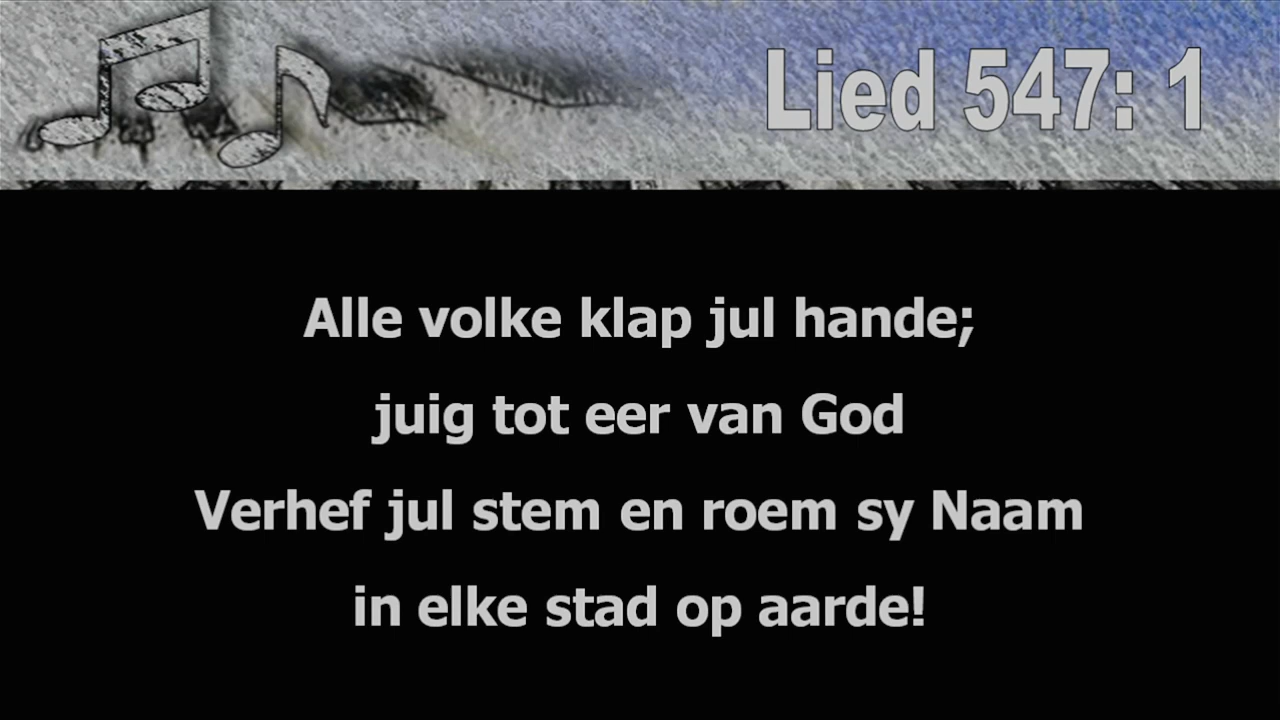 Lied 547: 1
Alle volke klap jul hande;
juig tot eer van God
Verhef jul stem en roem sy Naam
in elke stad op aarde!